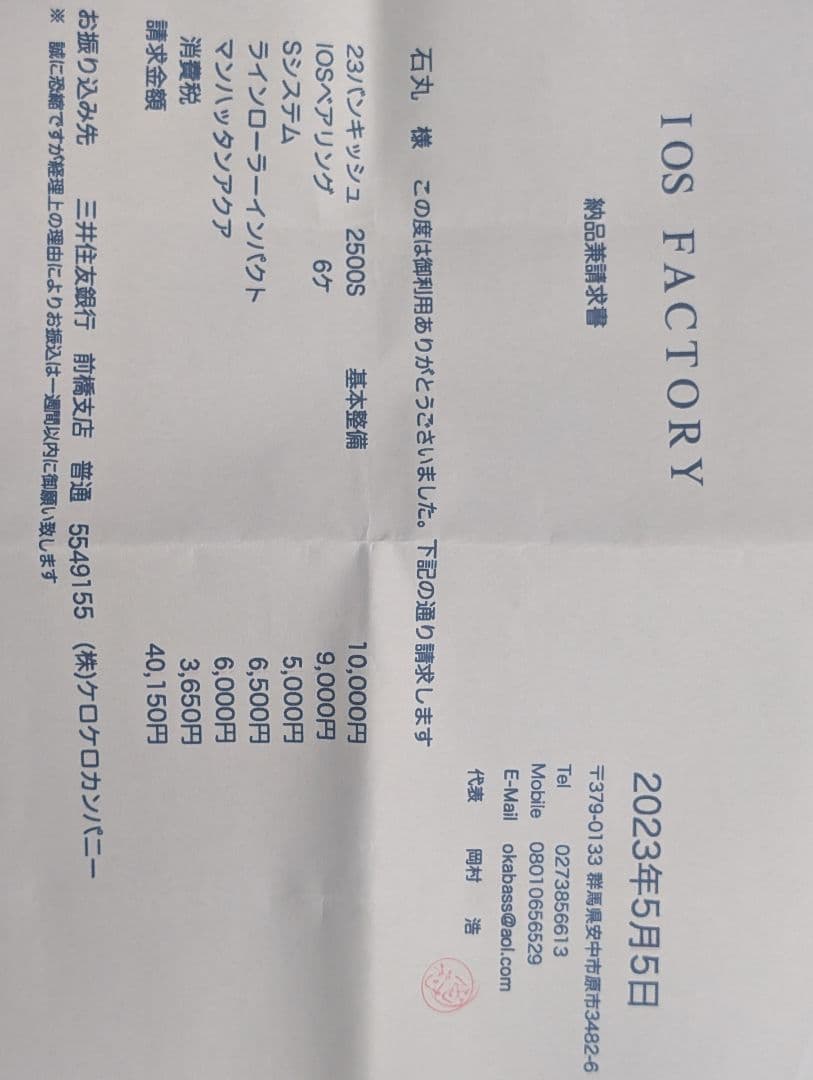 IOS FACTORY
納品兼請求書
2023年5月5日
〒379-0133 群馬県安中市原市3482-6
Tel 0273856613
Mobile 08010656529
E-Mail okabass@aol.com
代表 岡村 浩
石丸 様 この度は御利用ありがとうございました。下記の通り請求します
23バンキッシュ 2500S 基本整備 10,000円
IOSベアリング 6ケ 9,000円
Sシステム 5,000円
ラインローラーインパクト 6,500円
マンハッタンアクア 6,000円
消費税 3,650円
請求金額 40,150円
お振り込み先 三井住友銀行 前橋支店 普通 5549155 (株)ケロケロカンパニー
※ 誠に恐縮ですが経理上の理由によりお振込は一週間以内に御願い致します